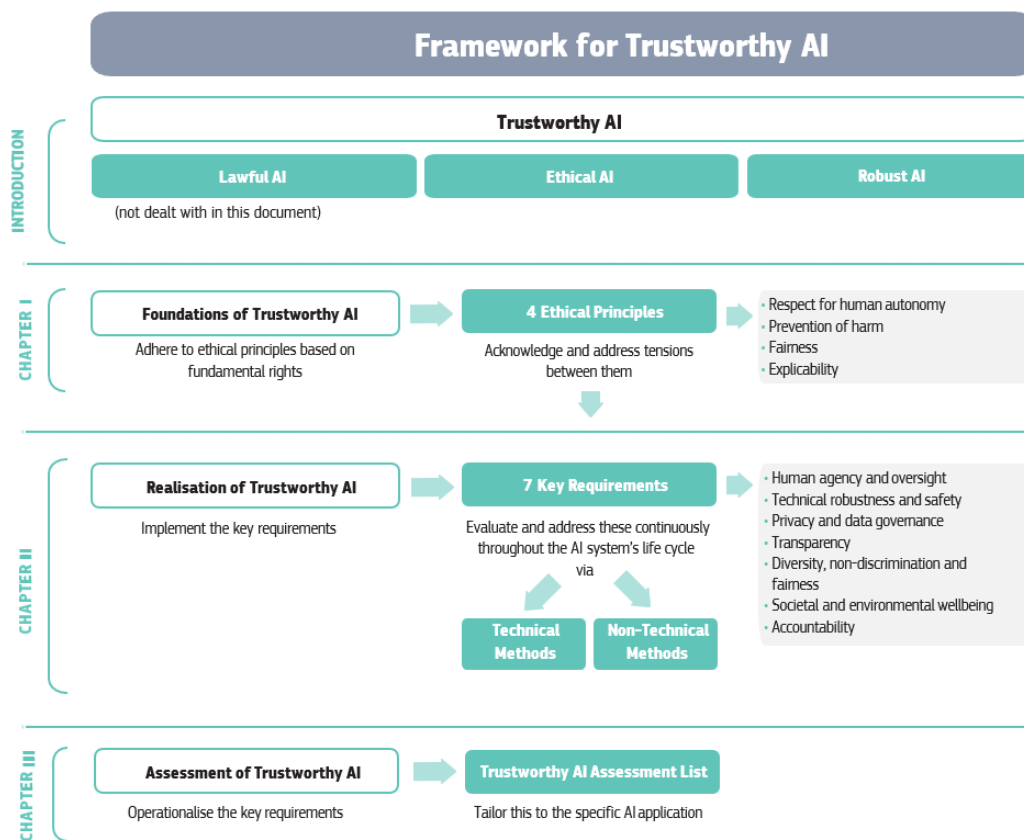 Framework for Trustworthy AI
INTRODUCTION
Trustworthy AI
Lawful AI
Ethical AI
Robust AI
(not dealt with in this document)
CHAPTER I
Foundations of Trustworthy AI
Adhere to ethical principles based on
fundamental rights
4 Ethical Principles
Acknowledge and address tensions
between them
• Respect for human autonomy
• Prevention of harm
• Fairness
• Explicability
CHAPTER II
Realisation of Trustworthy AI
Implement the key requirements
7 Key Requirements
Evaluate and address these continuously
throughout the AI system's life cycle
via
Technical
Methods
Non-Technical
Methods
• Human agency and oversight
• Technical robustness and safety
• Privacy and data governance
• Transparency
• Diversity, non-discrimination and
fairness
• Societal and environmental wellbeing
• Accountability
CHAPTER III
Assessment of Trustworthy AI
Operationalise the key requirements
Trustworthy AI Assessment List
Tailor this to the specific AI application